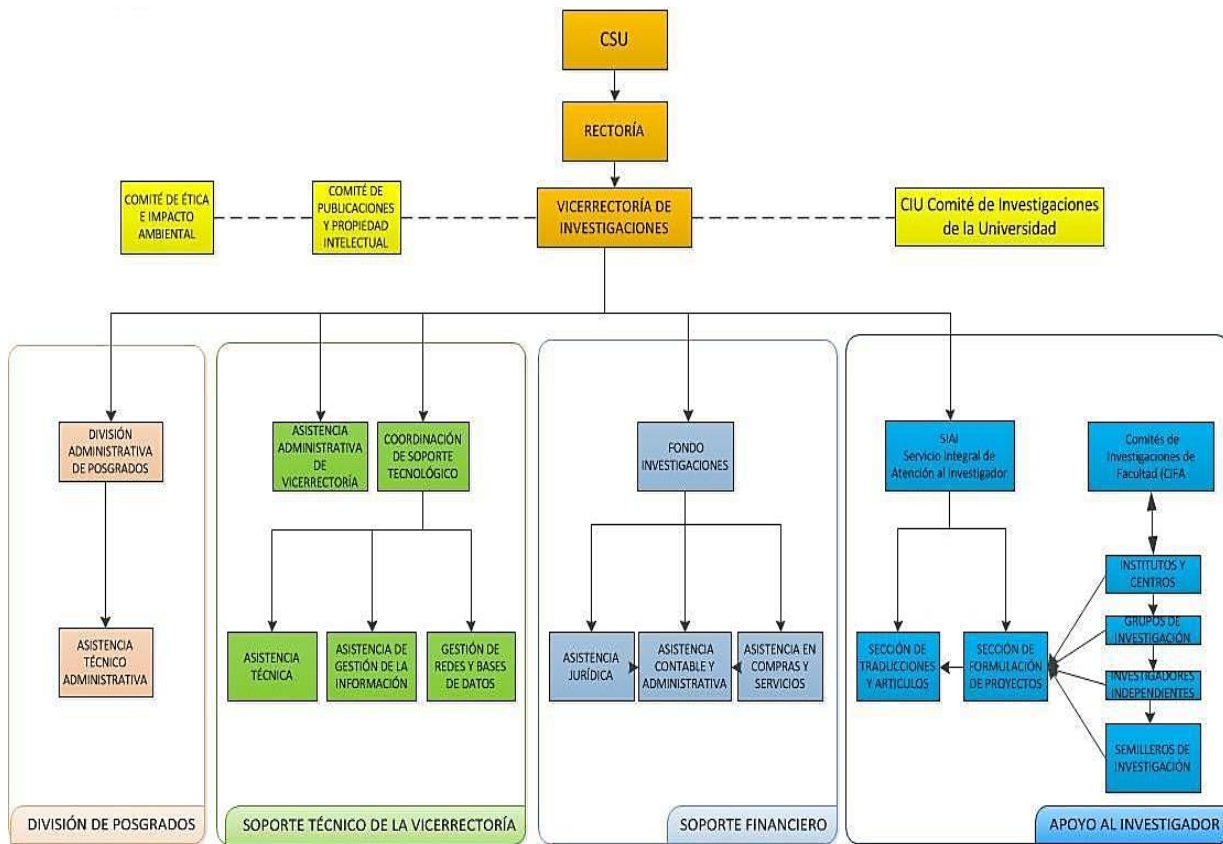 CSU
RECTORÍA
COMITÉ DE ÉTICA
E IMPACTO
AMBIENTAL
COMITÉ DE
PUBLICACIONES
Y PROPIEDAD
INTELECTUAL
VICERRECTORÍA DE
INVESTIGACIONES
CIU Comité de Investigaciones
de la Universidad
DIVISIÓN
ADMINISTRATIVA
DE POSGRADOS
ASISTENCIA
TÉCNICO
ADMINISTRATIVA
DIVISIÓN DE POSGRADOS
ASISTENCIA
ADMINISTRATIVA
DE
VICERRECTORÍA
COORDINACIÓN
DE SOPORTE
TECNOLÓGICO
ASISTENCIA
TÉCNICA
ASISTENCIA DE
GESTIÓN DE LA
INFORMACIÓN
GESTIÓN DE
REDES Y BASES
DE DATOS
SOPORTE TÉCNICO DE LA VICERRECTORÍA
FONDO
INVESTIGACIONES
ASISTENCIA
JURÍDICA
ASISTENCIA
CONTABLE Y
ADMINISTRATIVA
ASISTENCIA EN
COMPRAS Y
SERVICIOS
SOPORTE FINANCIERO
SIAI
Servicio Integral de
Atención al Investigador
Comités de
Investigaciones de
Facultad (CIFA
INSTITUTOS Y
CENTROS
GRUPOS DE
INVESTIGACIÓN
INVESTIGADORES
INDEPENDIENTES
SEMILLEROS DE
INVESTIGACIÓN
SECCIÓN DE
TRADUCCIONES
Y ARTICULOS
SECCIÓN DE
FORMULACIÓN
DE PROYECTOS
APOYO AL INVESTIGADOR